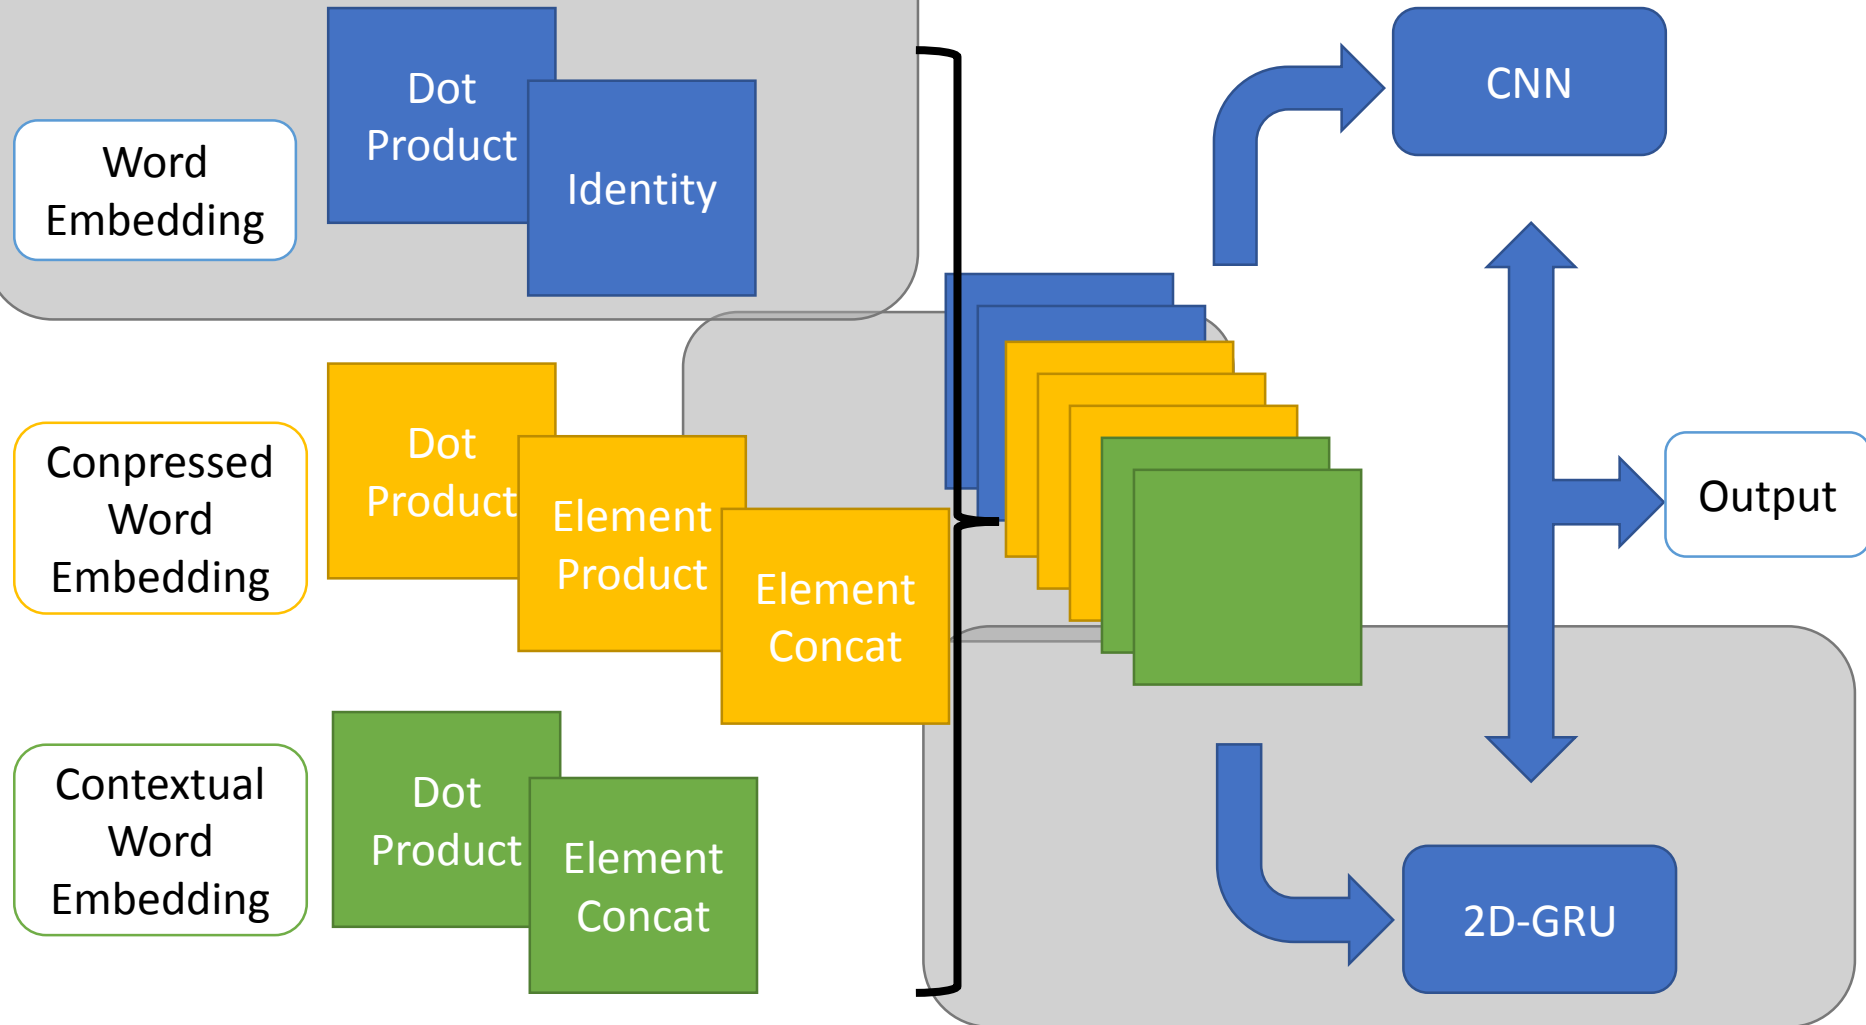 Word
Embedding
Dot
Product
Identity
Conpressed
Word
Embedding
Dot
Product
Element
Product
Element
Concat
Contextual
Word
Embedding
Dot
Product
Element
Concat
CNN
Output
2D-GRU